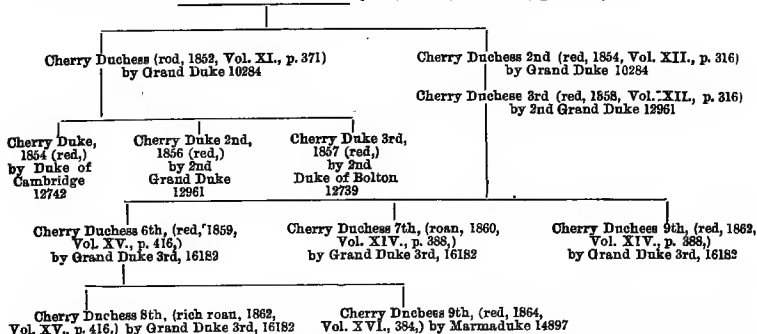 Cherry Duchess (rod, 1852, Vol. XI., p. 371)
by Grand Duke 10284
Cherry Duchess 2nd (red, 1854, Vol. XII., p. 316)
by Grand Duke 10284
Cherry Duchese 3rd (red, 1858, Vol. XII., p. 316)
by 2nd Grand Duke 12961
Cherry Duke,
1854 (red,)
by Duke of
Cambridge
12742
Cherry Duke 2nd,
1856 (red,)
by 2nd
Grand Duke
12961
Cherry Duke 3rd,
1857 (red,)
by 2nd
Duke of Bolton
12739
Cherry Duchess 6th, (red, 1859,
Vol. XV., p. 416,)
by Grand Duke 3rd, 16182
Cherry Duchess 7th, (roan, 1860,
Vol. XIV., p. 388,)
by Grand Duke 3rd, 16182
Cherry Duchees 9th, (red, 1862,
Vol. XIV., p. 388,)
by Grand Duke 3rd, 16182
Cherry Duchess 8th, (rich roan, 1862,
Vol. XV., p. 416,) by Grand Duke 3rd, 16182
Cherry Duchess 9th, (red, 1864,
Vol. XVI., 384,) by Marmaduke 14897